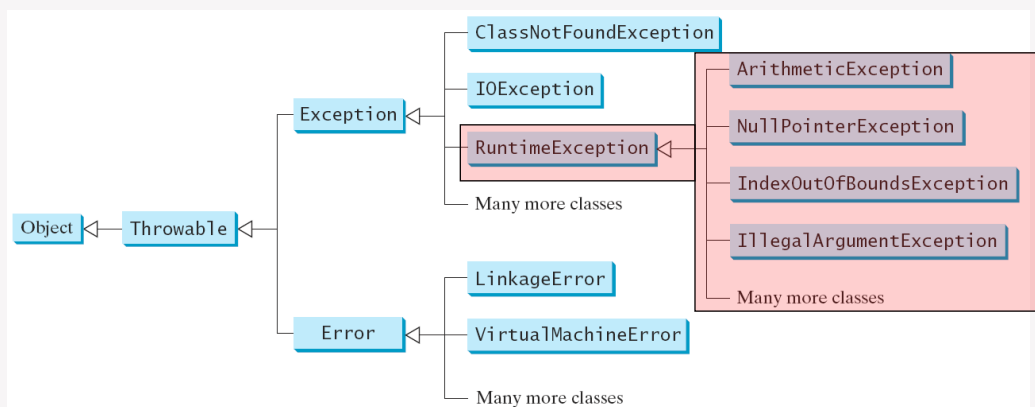 ClassNotFoundException
ArithmeticException
IOException
Exception
NullPointerException
RuntimeException
IndexOutOfBoundsException
Many more classes
Object
Throwable
IllegalArgumentException
LinkageError
Many more classes
Error
VirtualMachineError
Many more classes